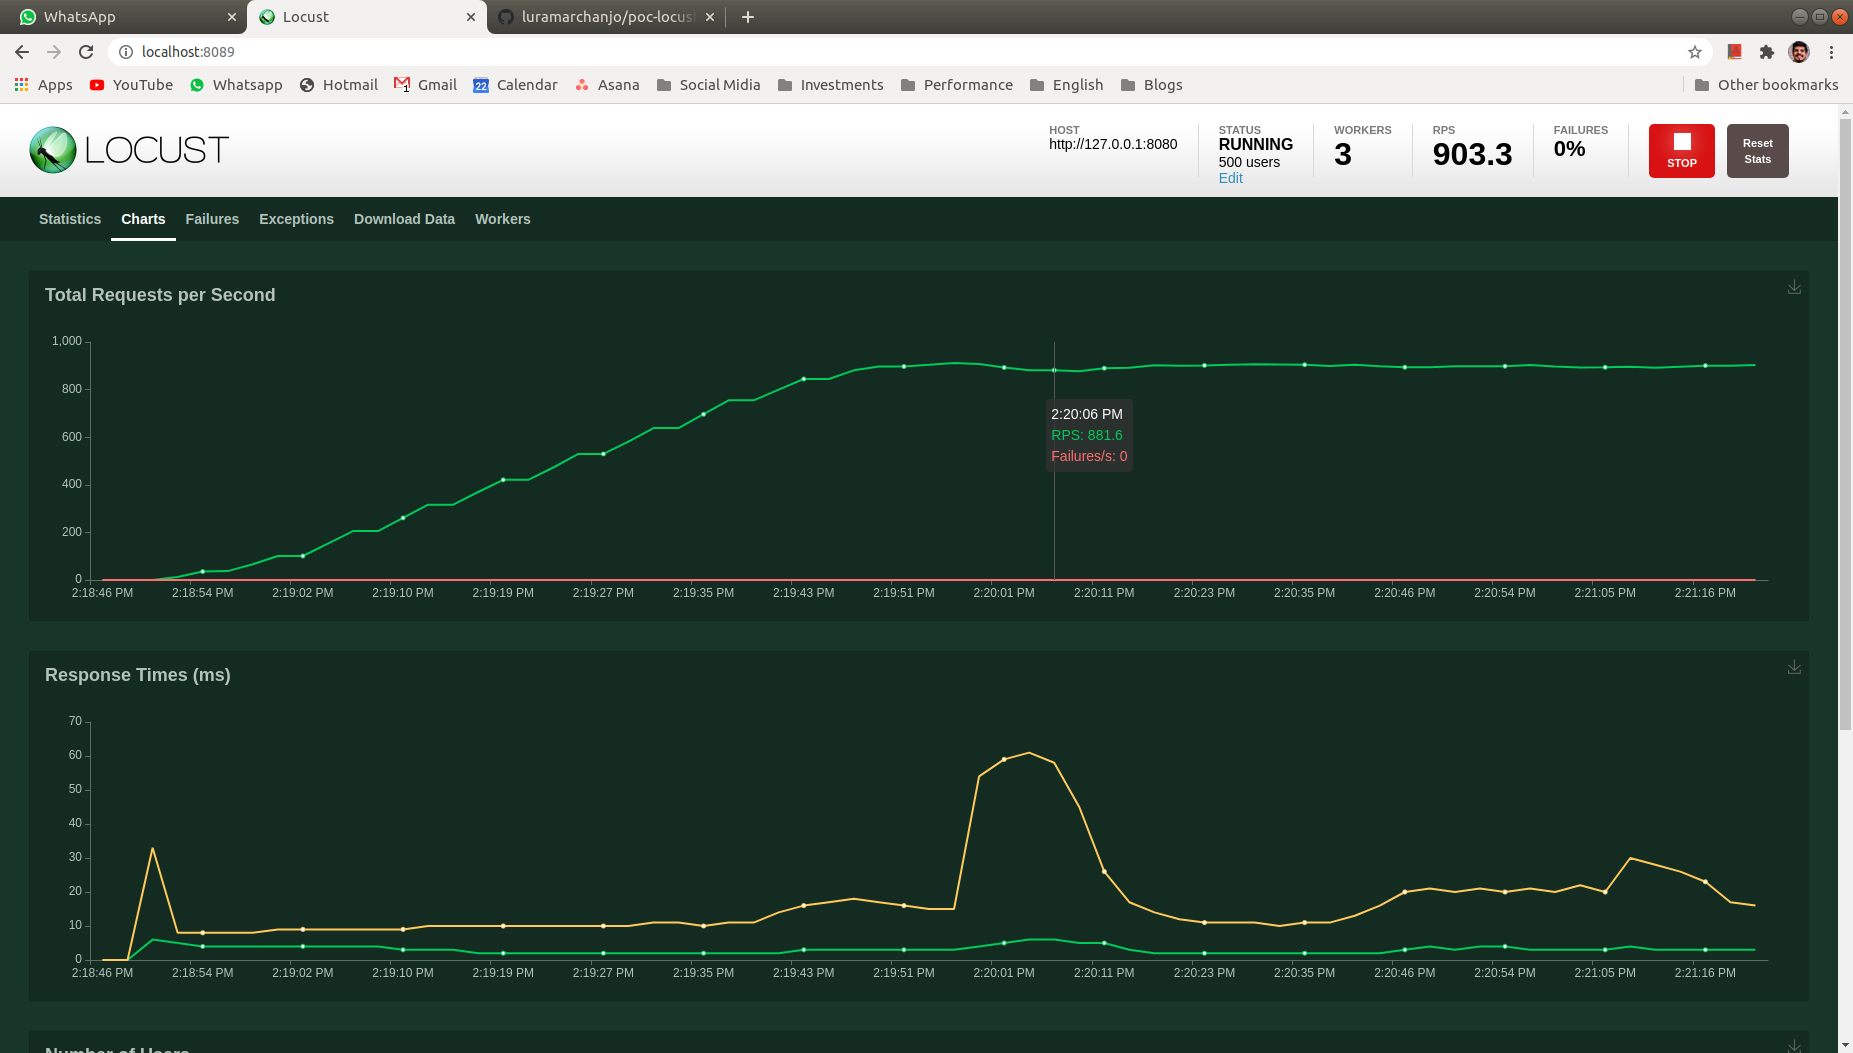 WhatsApp
Locust
luramarchanjo/poc-locus
localhost:8089
Apps YouTube Whatsapp Hotmail Gmail 22 Calendar Asana Social Midia Investments Performance English Blogs Other bookmarks
LOCUST
HOST
http://127.0.0.1:8080
STATUS
RUNNING
500 users
Edit
WORKERS
3
RPS
903.3
FAILURES
0%
STOP
Reset
Stats
Statistics Charts Failures Exceptions Download Data Workers
Total Requests per Second
1,000
800
600
400
200
0
2:20:06 PM
RPS: 881.6
Failures/s: 0
2:18:46 PM 2:18:54 PM 2:19:02 PM 2:19:10 PM 2:19:19 PM 2:19:27 PM 2:19:35 PM 2:19:43 PM 2:19:51 PM 2:20:01 PM 2:20:11 PM 2:20:23 PM 2:20:35 PM 2:20:46 PM 2:20:54 PM 2:21:05 PM 2:21:16 PM
Response Times (ms)
70
60
50
40
30
20
10
0
2:18:46 PM 2:18:54 PM 2:19:02 PM 2:19:10 PM 2:19:19 PM 2:19:27 PM 2:19:35 PM 2:19:43 PM 2:19:51 PM 2:20:01 PM 2:20:11 PM 2:20:23 PM 2:20:35 PM 2:20:46 PM 2:20:54 PM 2:21:05 PM 2:21:16 PM
Number of Users